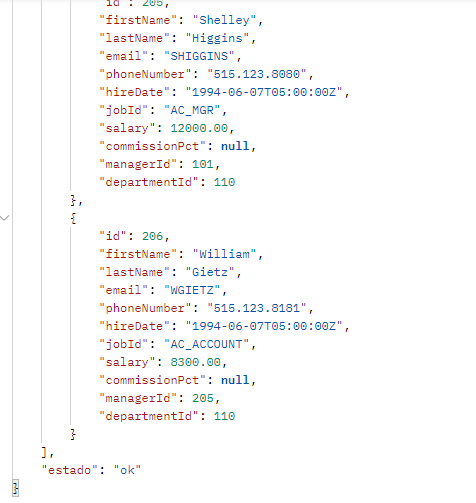 "id": 205,
"firstName": "Shelley",
"lastName": "Higgins",
"email": "SHIGGINS",
"phoneNumber": "515.123.8080",
"hireDate": "1994-06-07T05:00:00Z",
"jobId": "AC_MGR",
"salary": 12000.00,
"commissionPct": null,
"managerId": 101,
"departmentId": 110
},
{
"id": 206,
"firstName": "William",
"lastName": "Gietz",
"email": "WGIETZ",
"phoneNumber": "515.123.8181",
"hireDate": "1994-06-07T05:00:00Z",
"jobId": "AC_ACCOUNT",
"salary": 8300.00,
"commissionPct": null,
"managerId": 205,
"departmentId": 110
}
],
"estado": "ok"
}